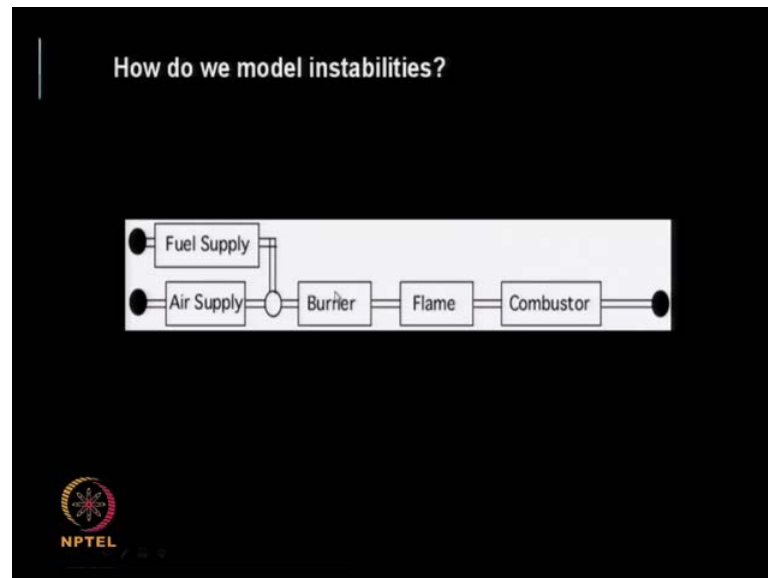 How do we model instabilities?
Fuel Supply
Air Supply
Burner
Flame
Combustor
NPTEL